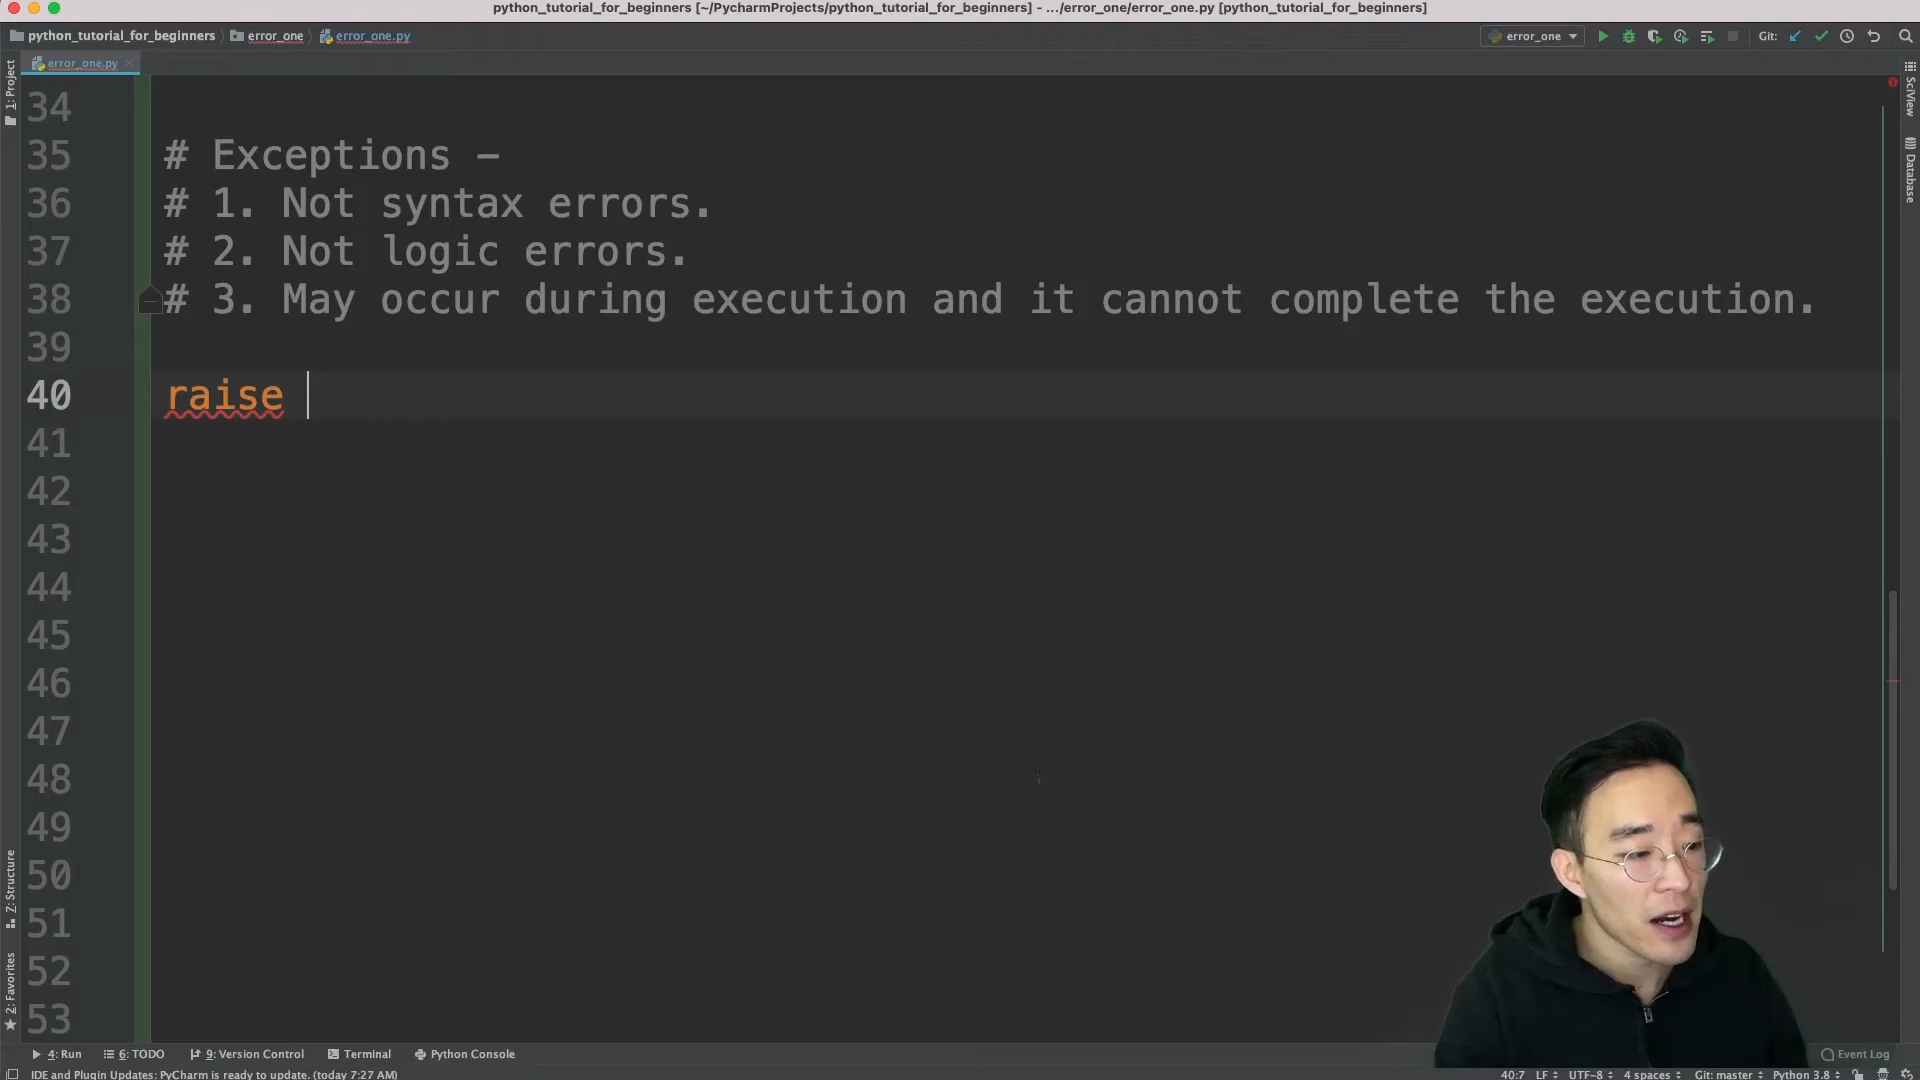 python_tutorial_for_beginners [~/PycharmProjects/python_tutorial_for_beginners] - .../error_one/error_one.py [python_tutorial_for_beginners]
python_tutorial_for_beginners error_one error_one.py error_one Git:
error_one.py
1: Project
SciView
Database
34
35 # Exceptions –
36 # 1. Not syntax errors.
37 # 2. Not logic errors.
38 # 3. May occur during execution and it cannot complete the execution.
39
40 raise
41
42
43
44
45
46
47
48
49
50
51
52
53
Z: Structure
2: Favorites
4: Run 6: TODO 9: Version Control Terminal Python Console Event Log
IDE and Plugin Updates: PyCharm is ready to update. (today 7:27 AM) 40:7 LF UTF-8 4 spaces Git: master Python 3.8